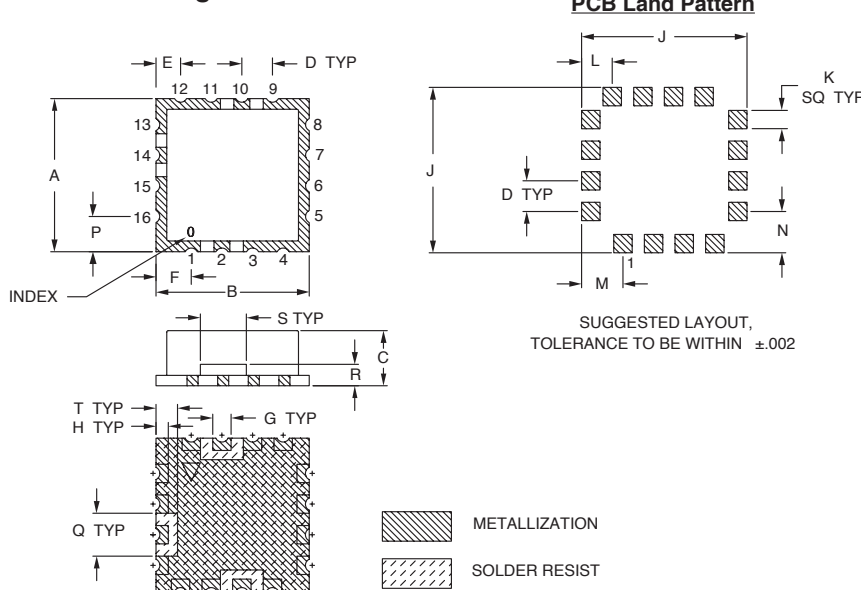 PCB Land Pattern
E
D TYP
12 11 10 9
13
14
15
16
8
7
6
5
A
P
0
1 2 3 4
F
B
INDEX
J
L
K
SQ TYP
J
D TYP
N
1
M
SUGGESTED LAYOUT,
TOLERANCE TO BE WITHIN ±.002
S TYP
C
R
T TYP
H TYP
G TYP
Q TYP
METALLIZATION
SOLDER RESIST